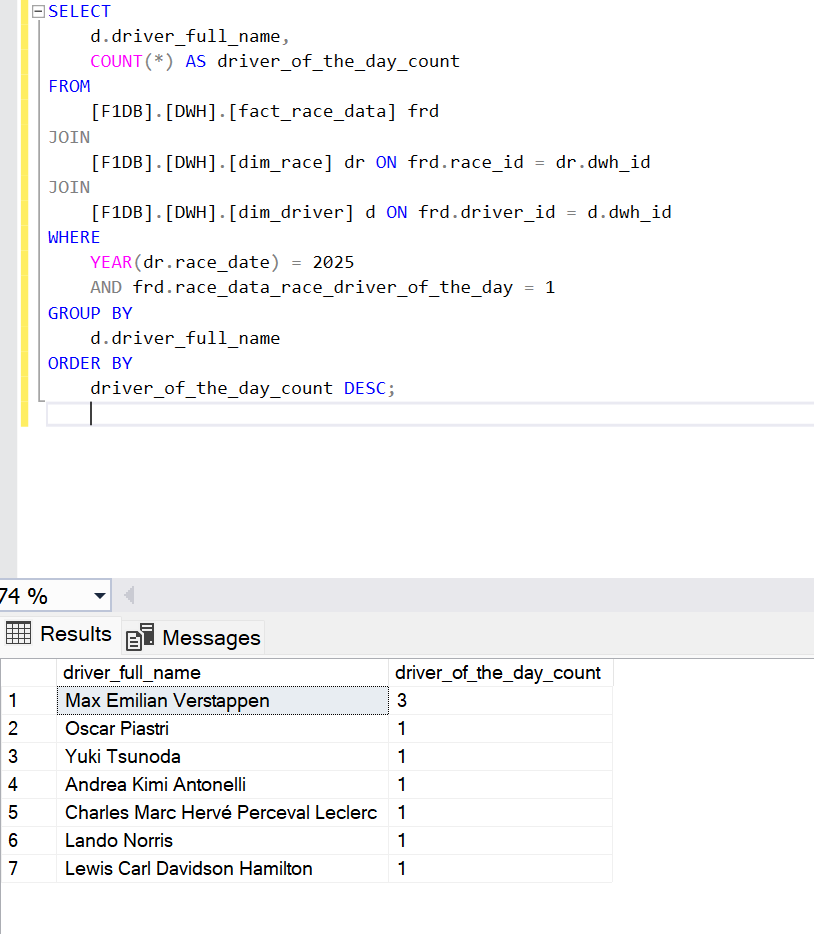 SELECT
d.driver_full_name,
COUNT(*) AS driver_of_the_day_count
FROM
[F1DB].[DWH].[fact_race_data] frd
JOIN
[F1DB].[DWH].[dim_race] dr ON frd.race_id = dr.dwh_id
JOIN
[F1DB].[DWH].[dim_driver] d ON frd.driver_id = d.dwh_id
WHERE
YEAR(dr.race_date) = 2025
AND frd.race_data_race_driver_of_the_day = 1
GROUP BY
d.driver_full_name
ORDER BY
driver_of_the_day_count DESC;
74 %
Results Messages
driver_full_name driver_of_the_day_count
1 Max Emilian Verstappen 3
2 Oscar Piastri 1
3 Yuki Tsunoda 1
4 Andrea Kimi Antonelli 1
5 Charles Marc Hervé Perceval Leclerc 1
6 Lando Norris 1
7 Lewis Carl Davidson Hamilton 1